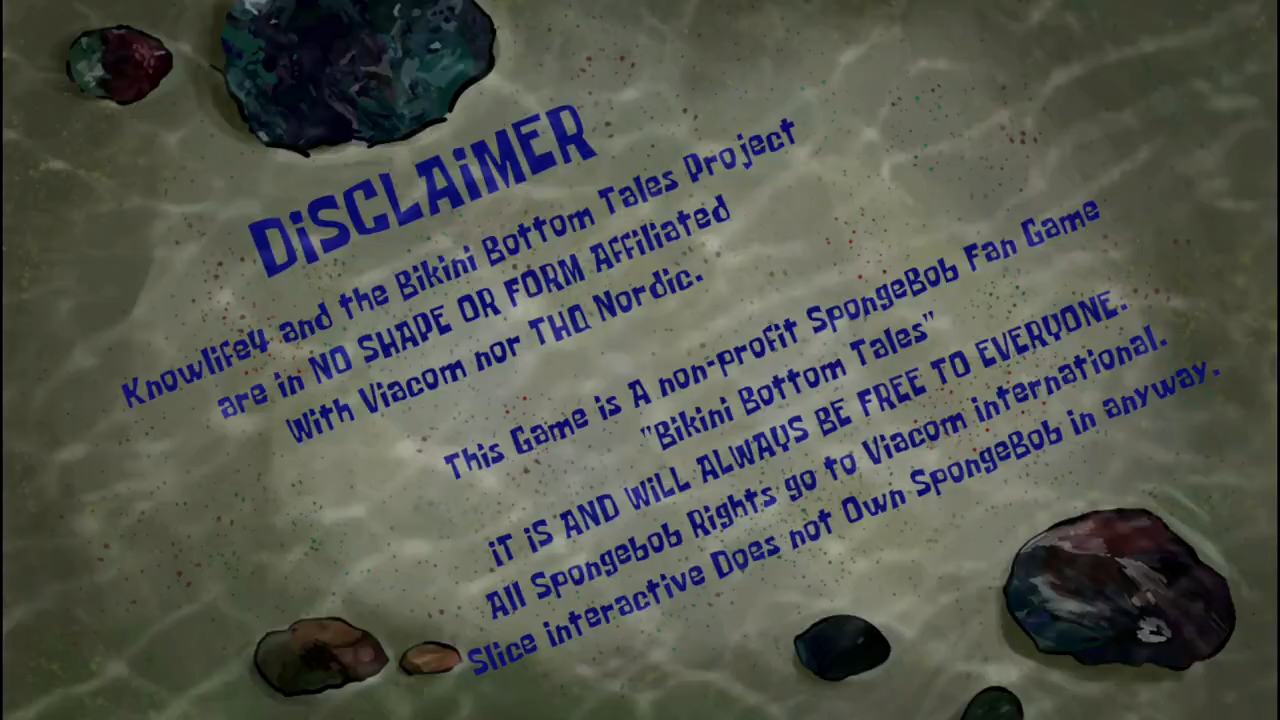 DiSCLAiMER
Knowlife4 and the Bikini Bottom Tales Project
are in NO SHAPE OR FORM Affiliated
With Viacom nor THQ Nordic.
This Game is A non-profit SpongeBob Fan Game
"Bikini Bottom Tales"
iT iS AND WiLL ALWAYS BE FREE TO EVERYONE.
All Spongebob Rights go to Viacom international.
Slice interactive Does not Own SpongeBob in anyway.